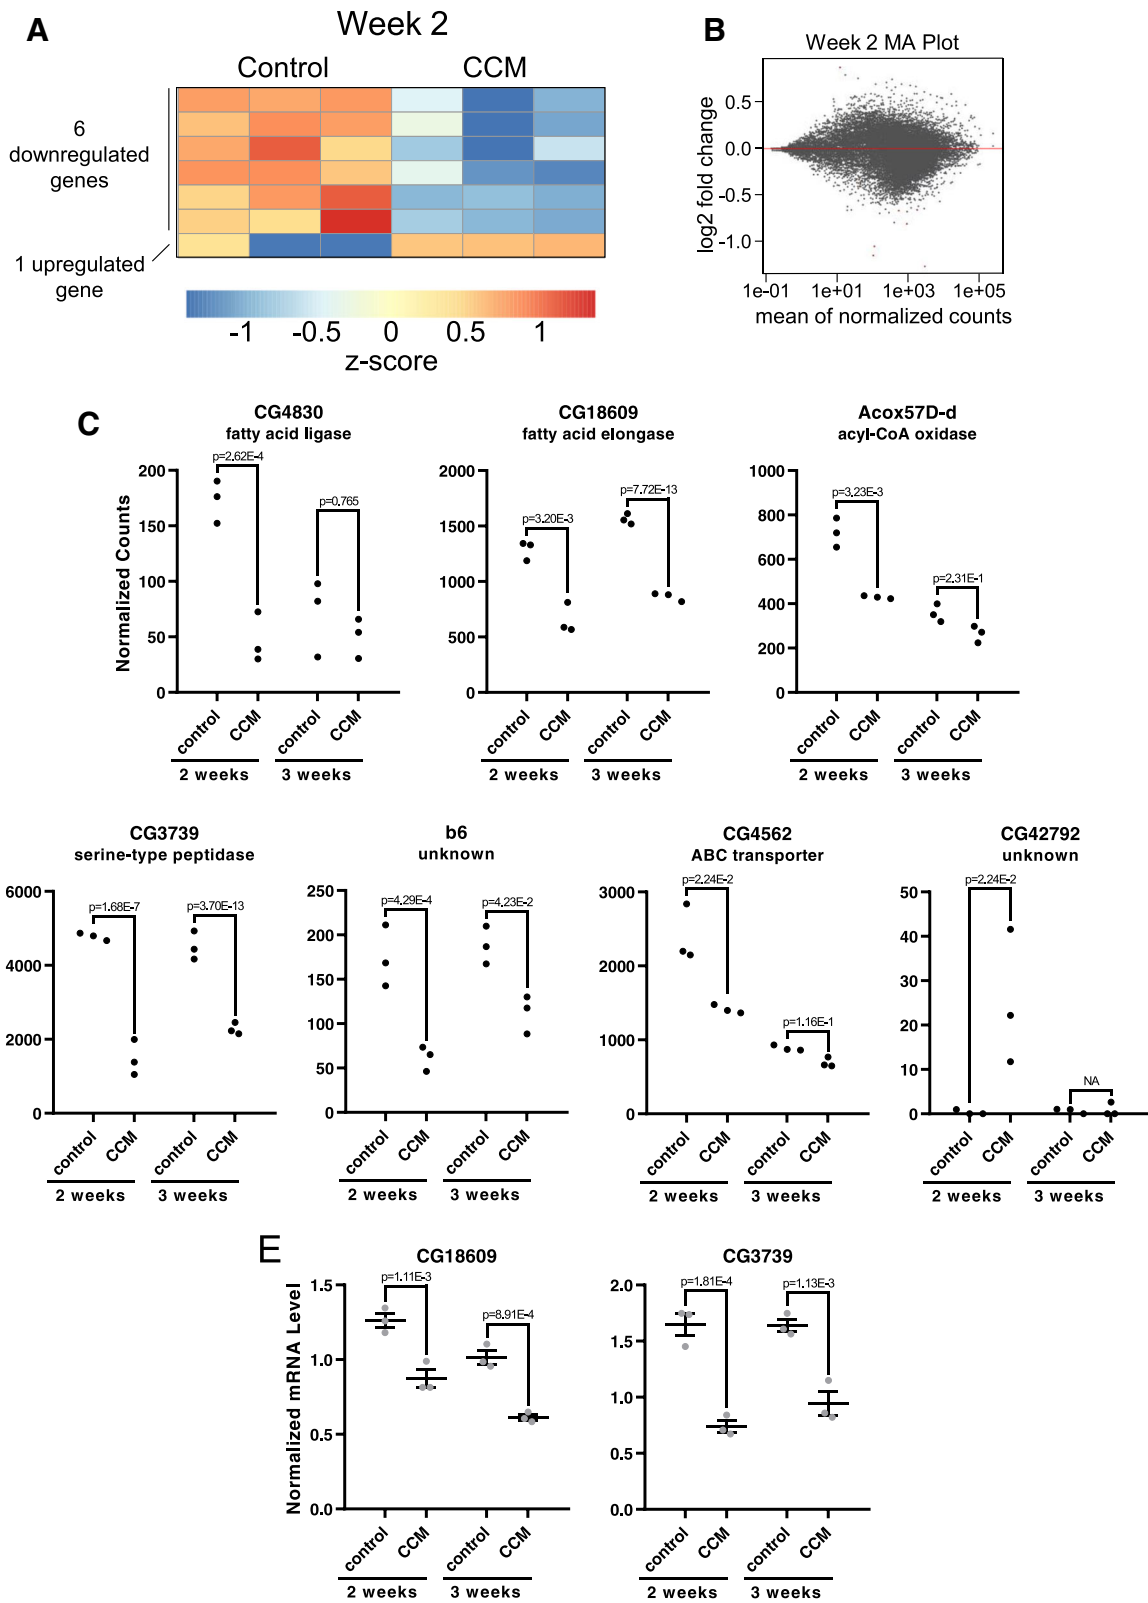 A
Week 2
Control CCM
6
downregulated
genes
1 upregulated
gene
-1 -0.5 0 0.5 1
z-score
B
Week 2 MA Plot
log2 fold change
0.5
0.0
-0.5
-1.0
1e-01 1e+01 1e+03 1e+05
mean of normalized counts
C
CG4830
fatty acid ligase
Normalized Counts
200
150
100
50
0
p=2.62E-4
p=0.765
control CCM control CCM
2 weeks 3 weeks
CG18609
fatty acid elongase
2000
1500
1000
500
0
p=3.20E-3
p=7.72E-13
control CCM control CCM
2 weeks 3 weeks
Acox57D-d
acyl-CoA oxidase
1000
800
600
400
200
0
p=3.23E-3
p=2.31E-1
control CCM control CCM
2 weeks 3 weeks
CG3739
serine-type peptidase
6000
4000
2000
0
p=1.68E-7
p=3.70E-13
control CCM control CCM
2 weeks 3 weeks
b6
unknown
250
200
150
100
50
0
p=4.29E-4
p=4.23E-2
control CCM control CCM
2 weeks 3 weeks
CG4562
ABC transporter
3000
2000
1000
0
p=2.24E-2
p=1.16E-1
control CCM control CCM
2 weeks 3 weeks
CG42792
unknown
50
40
30
20
10
0
p=2.24E-2
NA
control CCM control CCM
2 weeks 3 weeks
E
CG18609
Normalized mRNA Level
1.5
1.0
0.5
0.0
p=1.11E-3
p=8.91E-4
control CCM control CCM
2 weeks 3 weeks
CG3739
2.0
1.5
1.0
0.5
0.0
p=1.81E-4
p=1.13E-3
control CCM control CCM
2 weeks 3 weeks